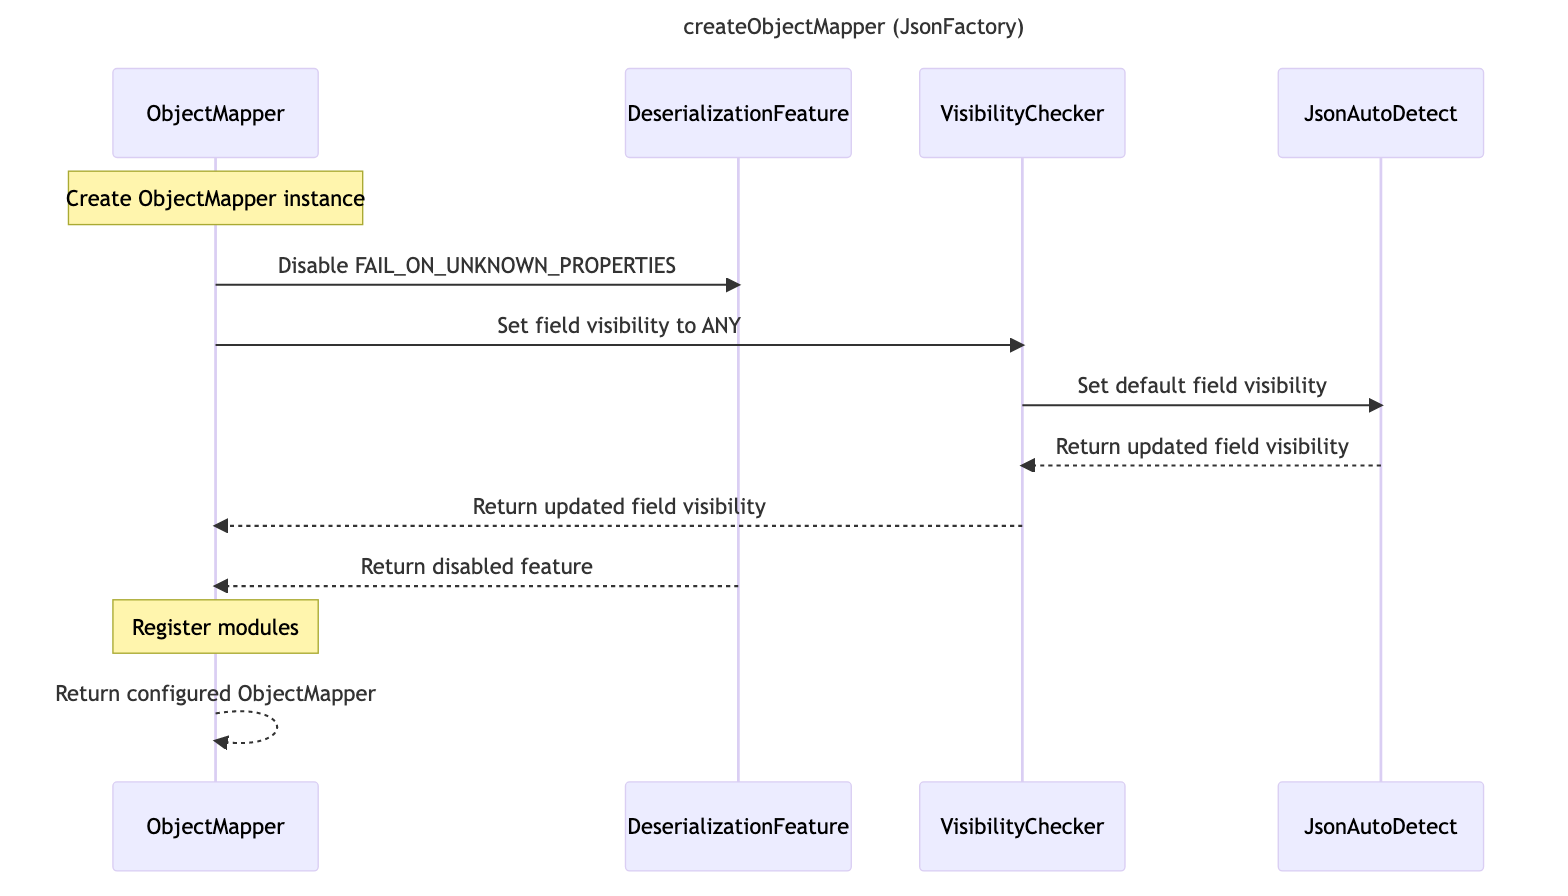 createObjectMapper (JsonFactory)
ObjectMapper
DeserializationFeature
VisibilityChecker
JsonAutoDetect
Create ObjectMapper instance
Disable FAIL_ON_UNKNOWN_PROPERTIES
Set field visibility to ANY
Set default field visibility
Return updated field visibility
Return updated field visibility
Return disabled feature
Register modules
Return configured ObjectMapper
ObjectMapper
DeserializationFeature
VisibilityChecker
JsonAutoDetect